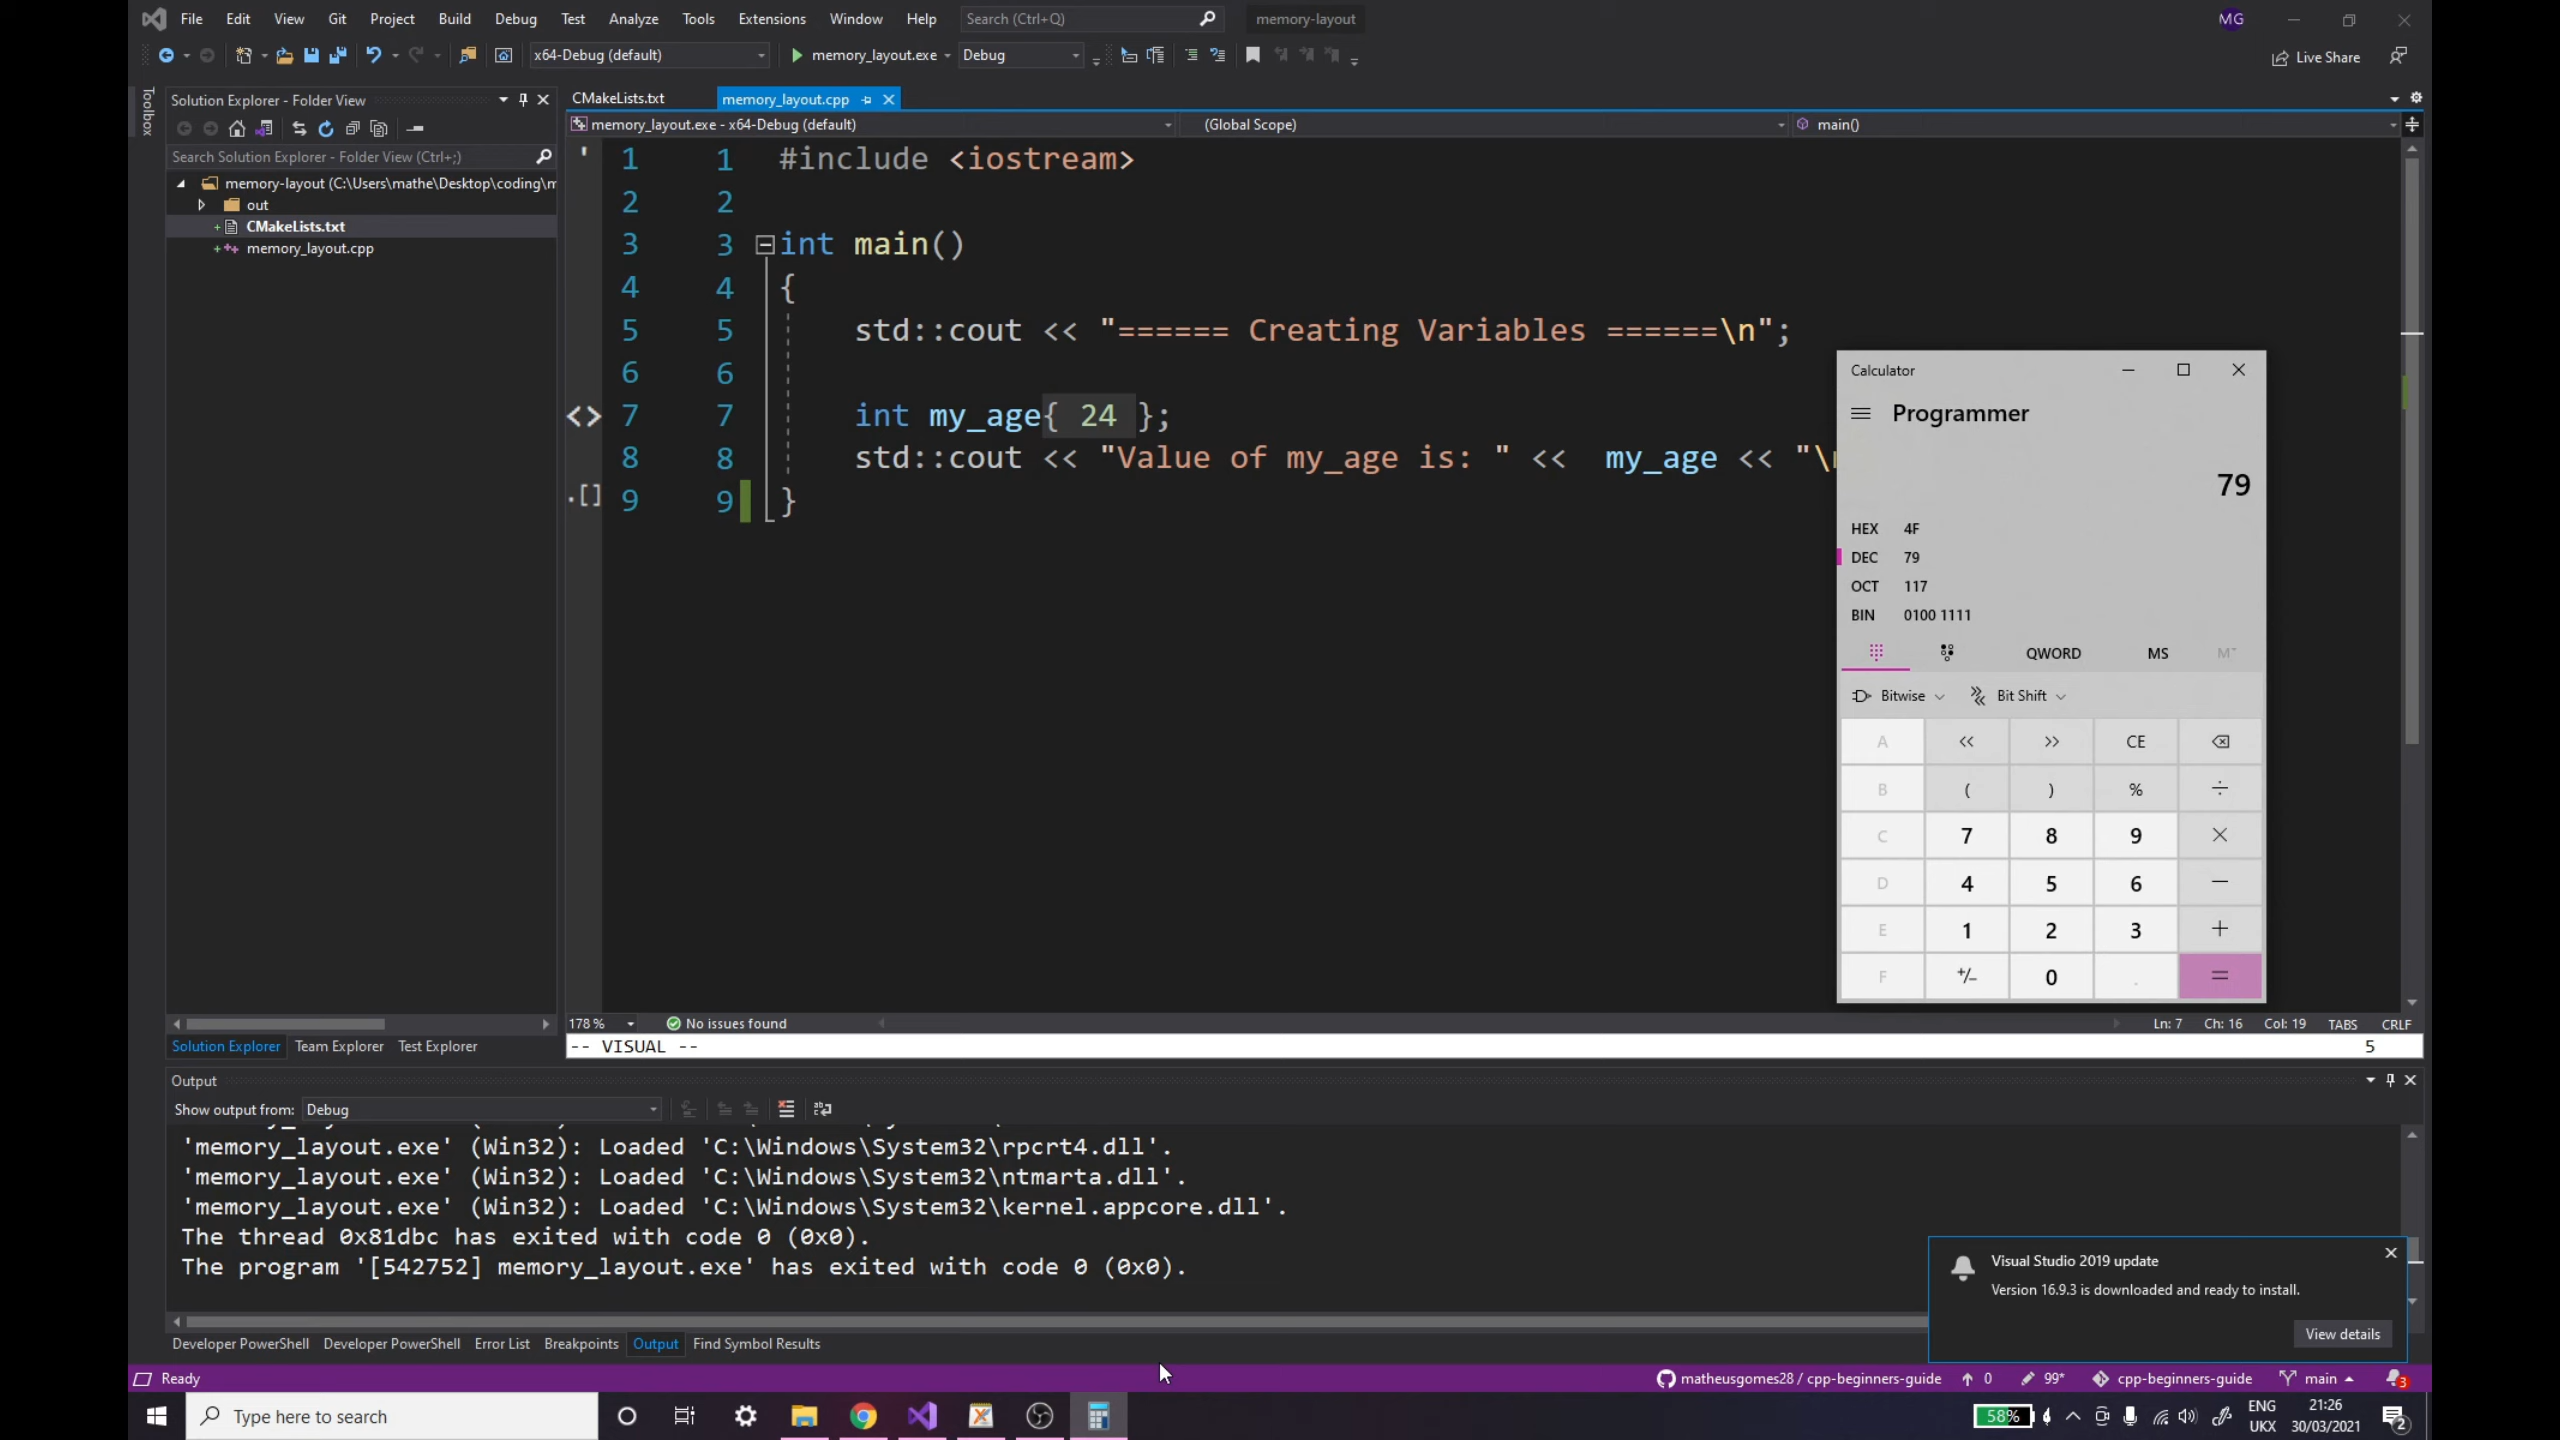 File Edit View Git Project Build Debug Test Analyze Tools Extensions Window Help Search (Ctrl+Q) memory-layout MG
x64-Debug (default) memory_layout.exe Debug Live Share
Toolbox
Solution Explorer - Folder View
Search Solution Explorer - Folder View (Ctrl+;)
memory-layout (C:\Users\mathe\Desktop\coding\m
out
CMakeLists.txt
memory_layout.cpp
CMakeLists.txt memory_layout.cpp
memory_layout.exe - x64-Debug (default) (Global Scope) main()
1 1 #include <iostream>
2 2
3 3 int main()
4 4 {
5 5 std::cout << "====== Creating Variables ======\n";
6 6
7 7 int my_age{ 24 };
8 8 std::cout << "Value of my_age is: " << my_age << "\
9 9 }
Calculator
Programmer
79
HEX 4F
DEC 79
OCT 117
BIN 0100 1111
QWORD MS M
Bitwise Bit Shift
A << >> CE
B ( ) % ÷
C 7 8 9 ×
D 4 5 6 −
E 1 2 3 +
F +/− 0 . =
178 % No issues found Ln: 7 Ch: 16 Col: 19 TABS CRLF
-- VISUAL -- 5
Solution Explorer Team Explorer Test Explorer
Output
Show output from: Debug
'memory_layout.exe' (Win32): Loaded 'C:\Windows\System32\rpcrt4.dll'.
'memory_layout.exe' (Win32): Loaded 'C:\Windows\System32\ntmarta.dll'.
'memory_layout.exe' (Win32): Loaded 'C:\Windows\System32\kernel.appcore.dll'.
The thread 0x81dbc has exited with code 0 (0x0).
The program '[542752] memory_layout.exe' has exited with code 0 (0x0).
Visual Studio 2019 update
Version 16.9.3 is downloaded and ready to install.
View details
Developer PowerShell Developer PowerShell Error List Breakpoints Output Find Symbol Results
Ready matheusgomes28 / cpp-beginners-guide 0 99* cpp-beginners-guide main 3
Type here to search 58% ENG UKX 21:26 30/03/2021 2